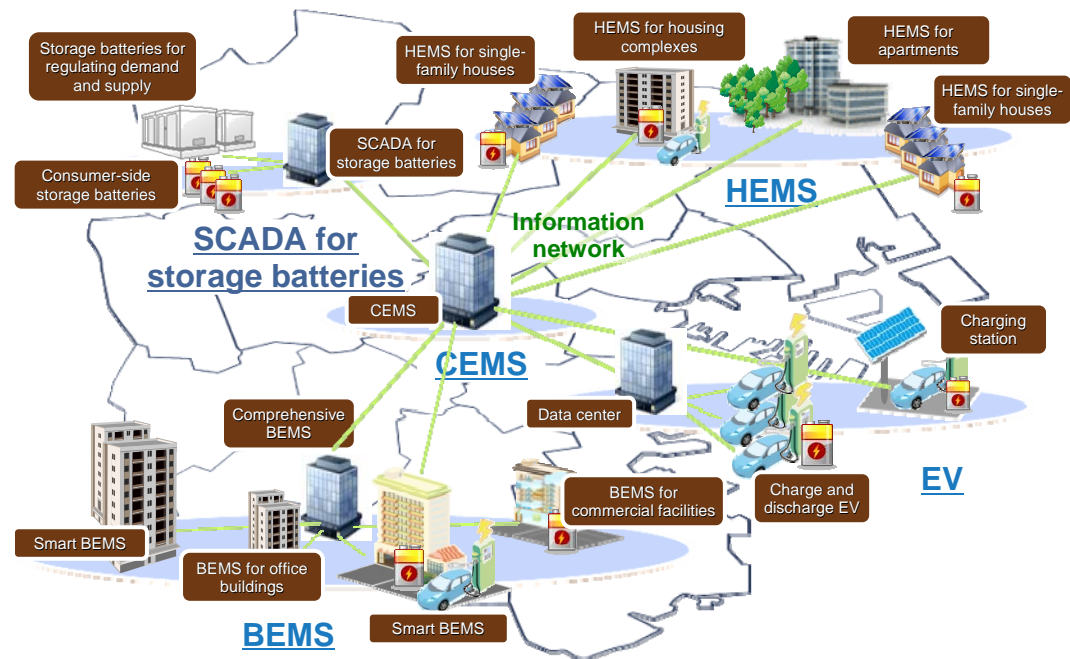 Storage batteries for
regulating demand
and supply
HEMS for single-
family houses
HEMS for housing
complexes
HEMS for
apartments
HEMS for single-
family houses
SCADA for
storage batteries
Consumer-side
storage batteries
HEMS
SCADA for
storage batteries
Information
network
CEMS
CEMS
Charging
station
Comprehensive
BEMS
Data center
EV
BEMS for
commercial facilities
Charge and
discharge EV
Smart BEMS
BEMS for office
buildings
Smart BEMS
BEMS